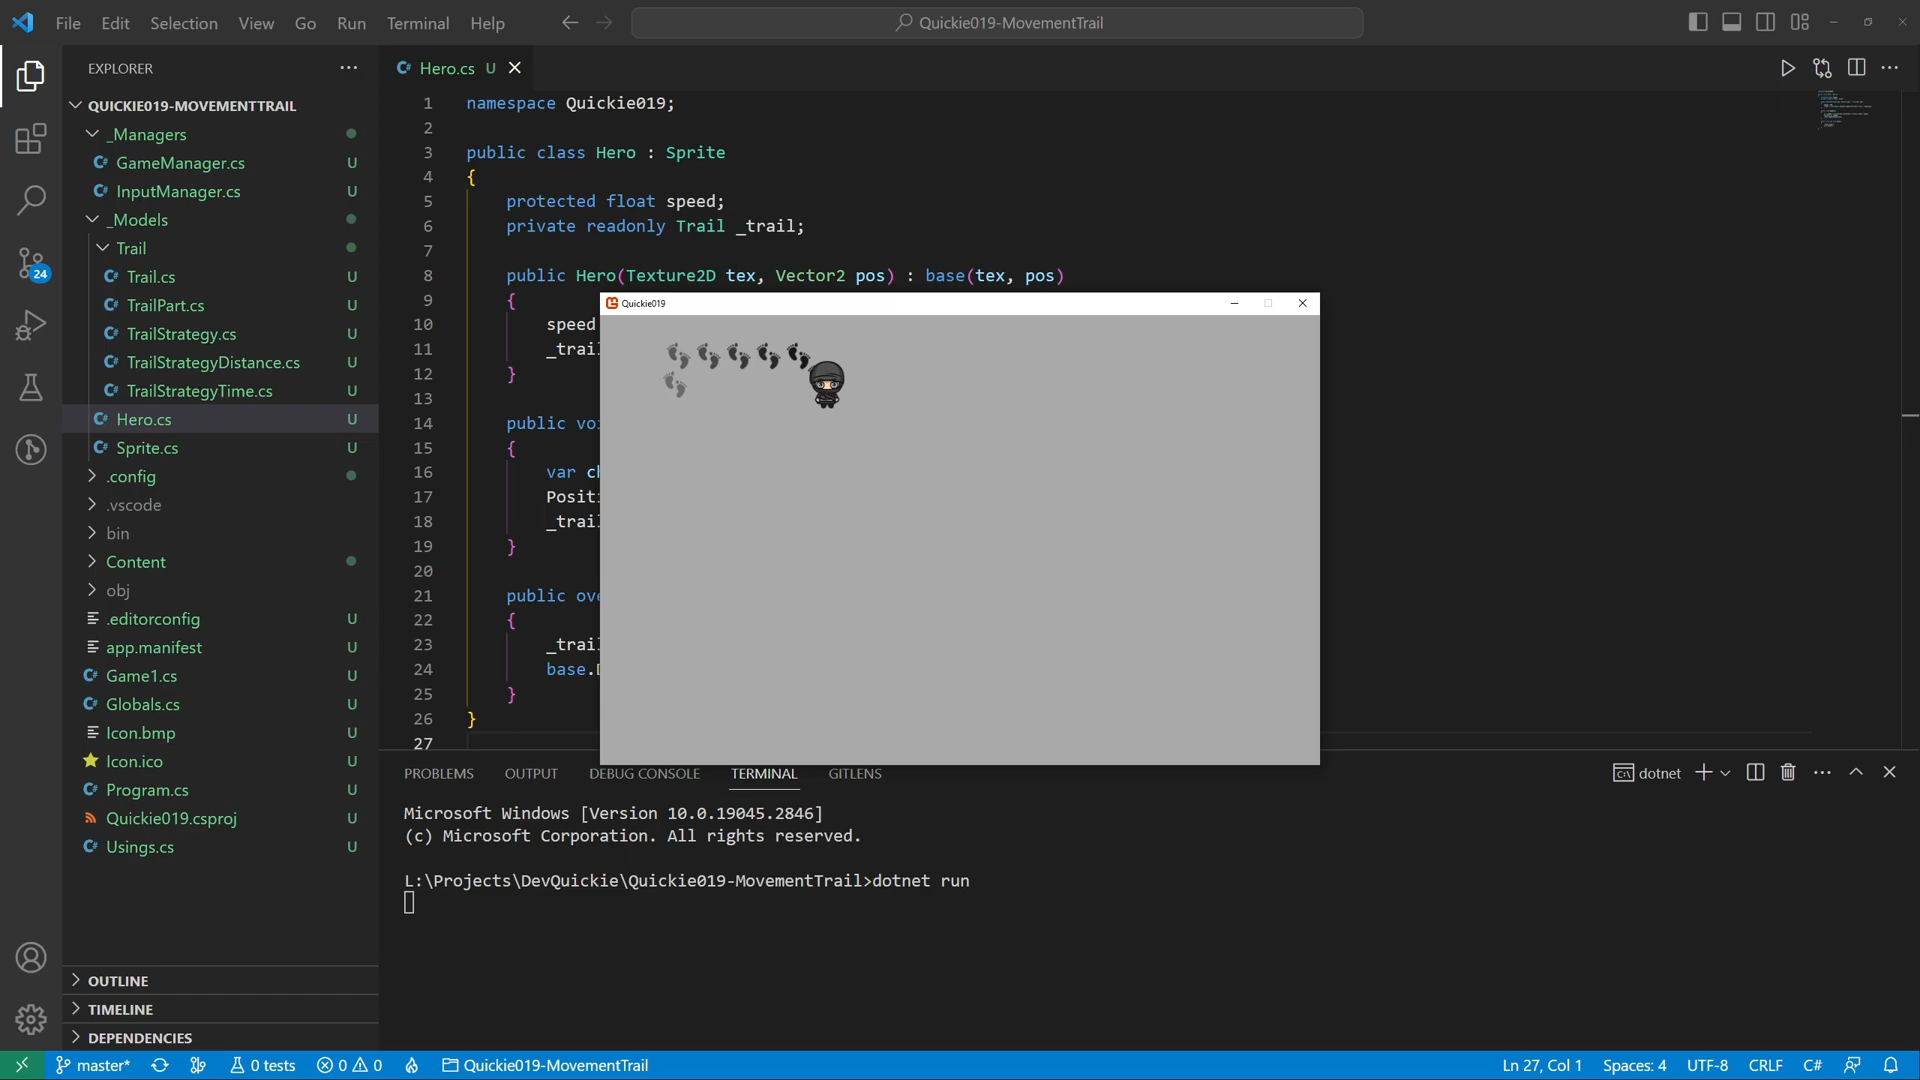 File Edit Selection View Go Run Terminal Help
Quickie019-MovementTrail
EXPLORER
QUICKIE019-MOVEMENTTRAIL
_Managers
GameManager.cs U
InputManager.cs U
_Models
Trail
Trail.cs U
TrailPart.cs U
TrailStrategy.cs U
TrailStrategyDistance.cs U
TrailStrategyTime.cs U
Hero.cs U
Sprite.cs U
.config
.vscode
bin
Content
obj
.editorconfig U
app.manifest U
Game1.cs U
Globals.cs U
Icon.bmp U
Icon.ico U
Program.cs U
Quickie019.csproj U
Usings.cs U
OUTLINE
TIMELINE
DEPENDENCIES
24
Hero.cs U
1 namespace Quickie019;
2
3 public class Hero : Sprite
4 {
5 protected float speed;
6 private readonly Trail _trail;
7
8 public Hero(Texture2D tex, Vector2 pos) : base(tex, pos)
9 {
10 speed
11 _trail
12 }
13
14 public voi
15 {
16 var ch
17 Positi
18 _trail
19 }
20
21 public ove
22 {
23 _trail
24 base.D
25 }
26 }
27
Quickie019
PROBLEMS OUTPUT DEBUG CONSOLE TERMINAL GITLENS
dotnet
Microsoft Windows [Version 10.0.19045.2846]
(c) Microsoft Corporation. All rights reserved.
L:\Projects\DevQuickie\Quickie019-MovementTrail>dotnet run
master* 0 tests 0 0 Quickie019-MovementTrail Ln 27, Col 1 Spaces: 4 UTF-8 CRLF C#